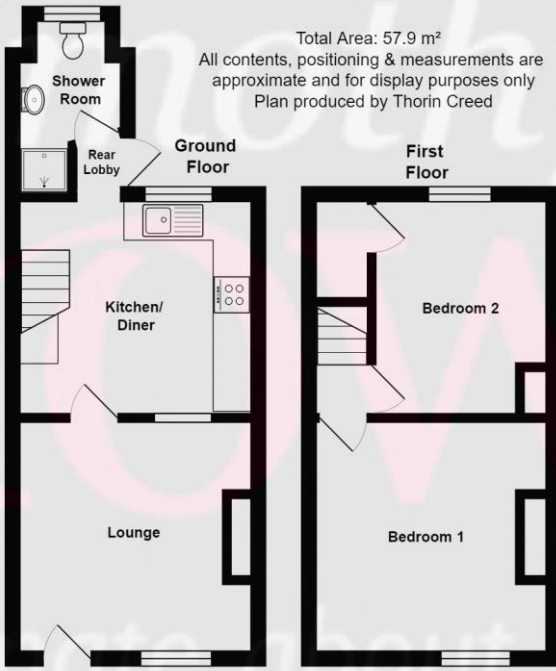 Total Area: 57.9 m²
All contents, positioning & measurements are
approximate and for display purposes only
Plan produced by Thorin Creed
Ground
Floor
First
Floor
Shower
Room
Rear
Lobby
Kitchen/
Diner
Lounge
Bedroom 2
Bedroom 1